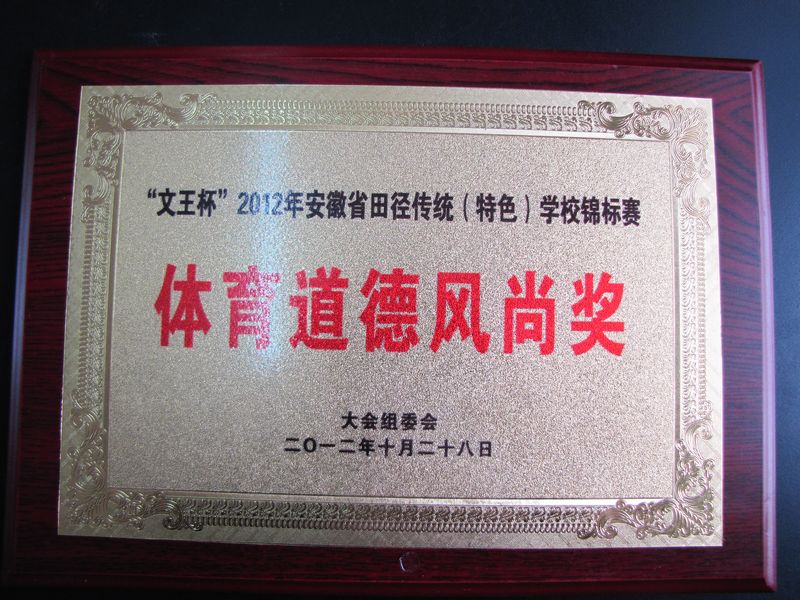 “文王杯”2012年安徽省田径传统(特色)学校锦标赛
体育道德风尚奖
大会组委会
二〇一二年十月二十八日